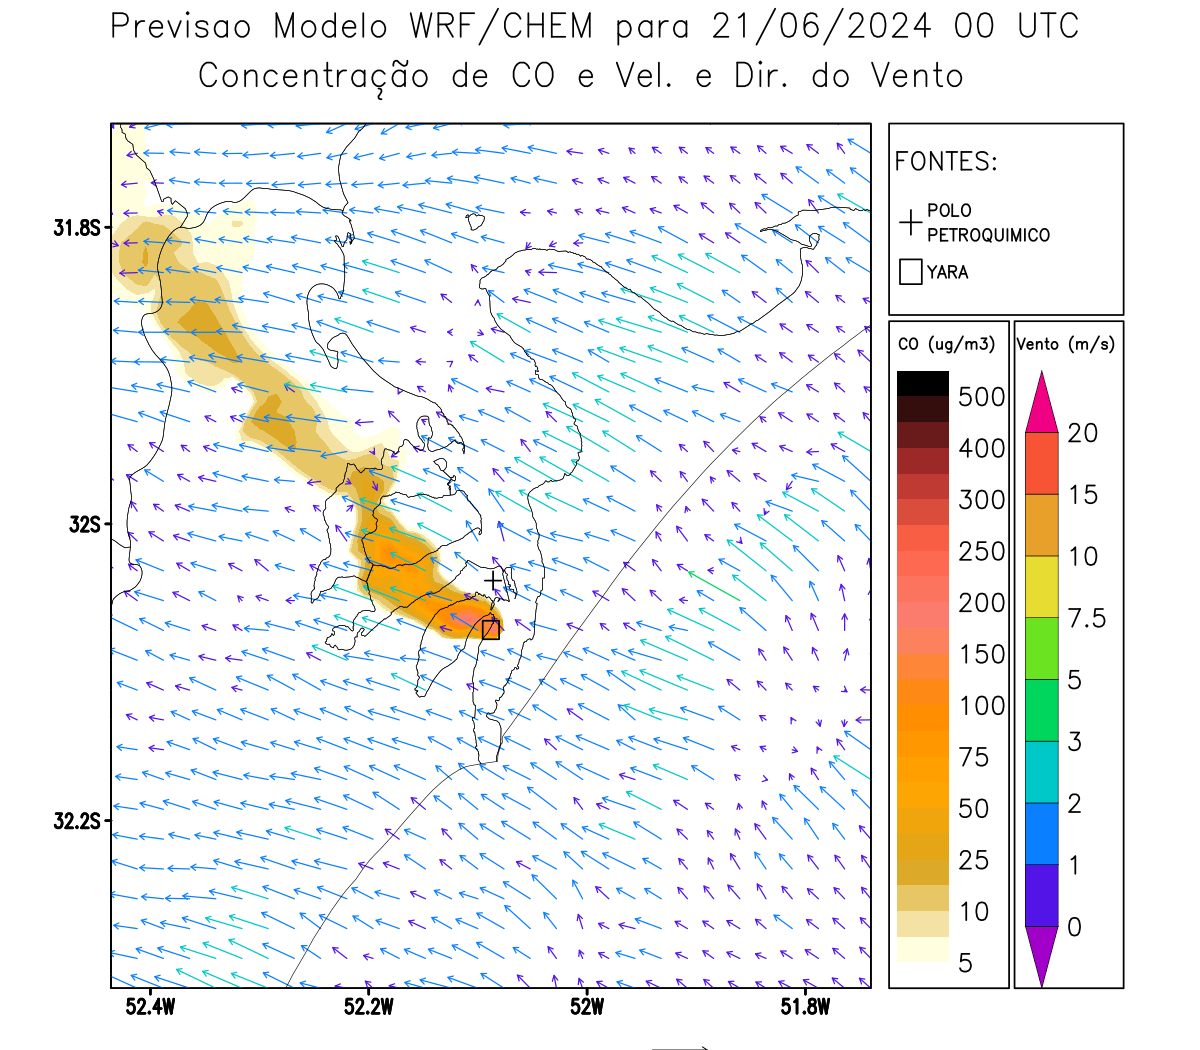 Previsao Modelo WRF/CHEM para 21/06/2024 00 UTC
Concentração de CO e Vel. e Dir. do Vento
FONTES:
POLO
PETROQUIMICO
YARA
CO (ug/m3)
500
400
300
250
200
150
100
75
50
25
10
5
Vento (m/s)
20
15
10
7.5
5
3
2
1
0
31.8S
32S
32.2S
52.4W 52.2W 52W 51.8W